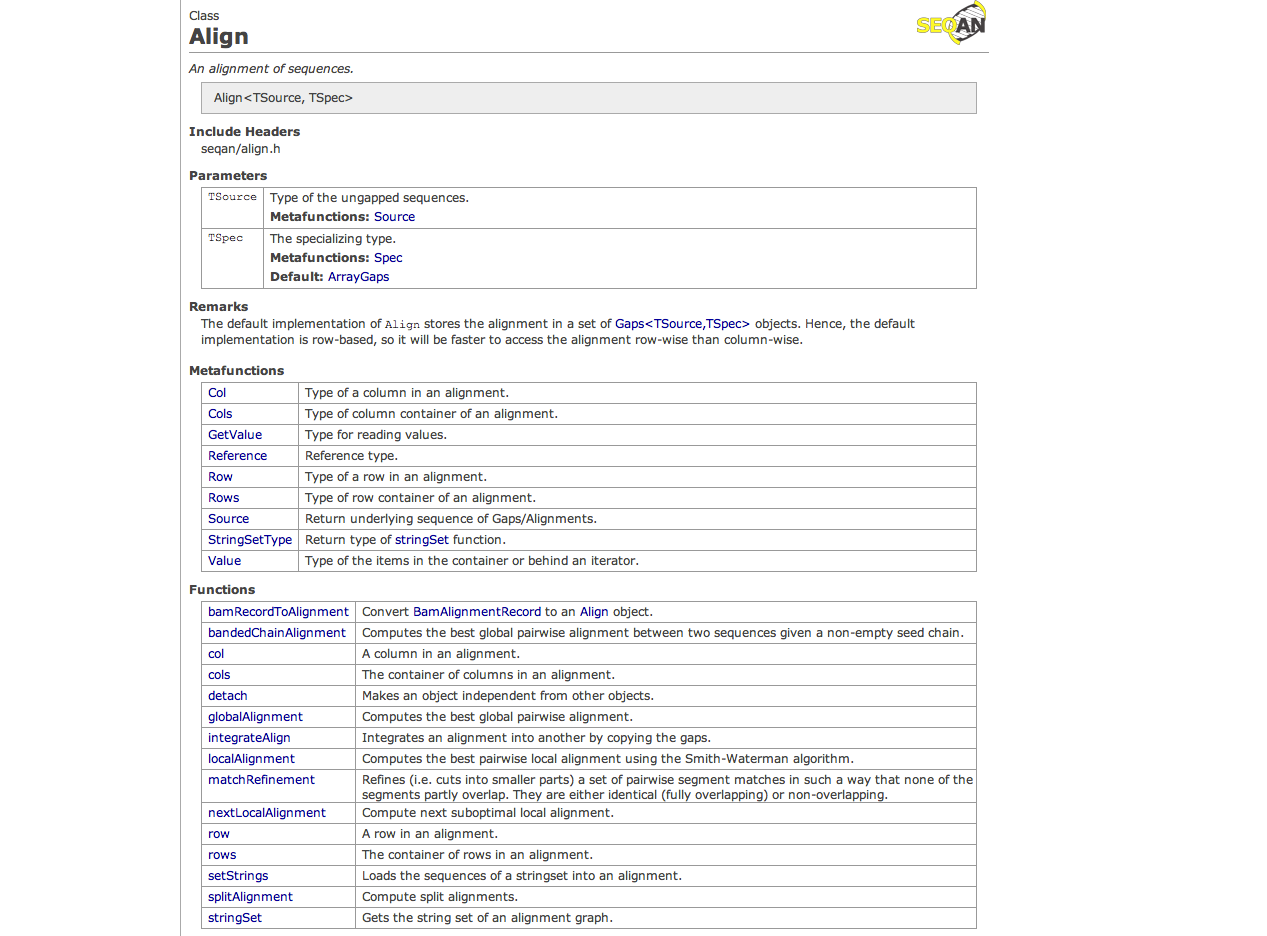 Class
Align
SEQAN
An alignment of sequences.
Align<TSource, TSpec>
Include Headers
seqan/align.h
Parameters
TSource Type of the ungapped sequences.
Metafunctions: Source
TSpec The specializing type.
Metafunctions: Spec
Default: ArrayGaps
Remarks
The default implementation of Align stores the alignment in a set of Gaps<TSource,TSpec> objects. Hence, the default
implementation is row-based, so it will be faster to access the alignment row-wise than column-wise.
Metafunctions
Col Type of a column in an alignment.
Cols Type of column container of an alignment.
GetValue Type for reading values.
Reference Reference type.
Row Type of a row in an alignment.
Rows Type of row container of an alignment.
Source Return underlying sequence of Gaps/Alignments.
StringSetType Return type of stringSet function.
Value Type of the items in the container or behind an iterator.
Functions
bamRecordToAlignment Convert BamAlignmentRecord to an Align object.
bandedChainAlignment Computes the best global pairwise alignment between two sequences given a non-empty seed chain.
col A column in an alignment.
cols The container of columns in an alignment.
detach Makes an object independent from other objects.
globalAlignment Computes the best global pairwise alignment.
integrateAlign Integrates an alignment into another by copying the gaps.
localAlignment Computes the best pairwise local alignment using the Smith-Waterman algorithm.
matchRefinement Refines (i.e. cuts into smaller parts) a set of pairwise segment matches in such a way that none of the
segments partly overlap. They are either identical (fully overlapping) or non-overlapping.
nextLocalAlignment Compute next suboptimal local alignment.
row A row in an alignment.
rows The container of rows in an alignment.
setStrings Loads the sequences of a stringset into an alignment.
splitAlignment Compute split alignments.
stringSet Gets the string set of an alignment graph.